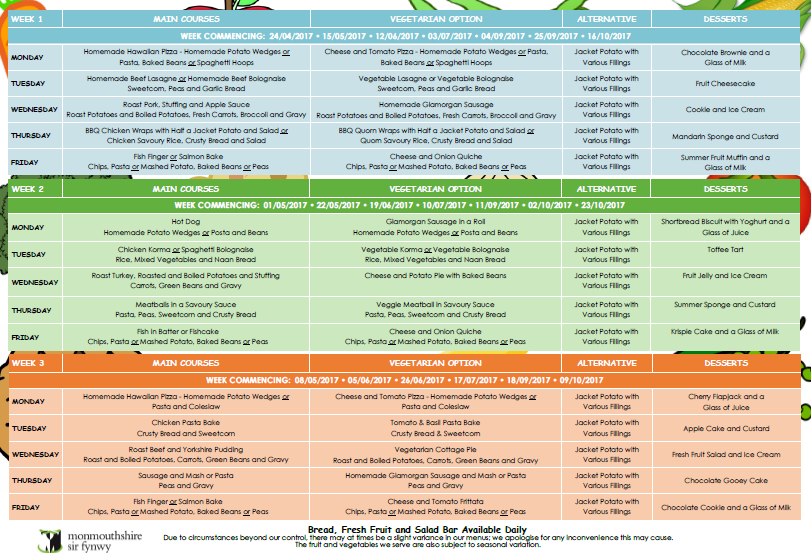 WEEK 1 MAIN COURSES VEGETARIAN OPTION ALTERNATIVE DESSERTS
WEEK COMMENCING: 24/04/2017 • 15/05/2017 • 12/06/2017 • 03/07/2017 • 04/09/2017 • 25/09/2017 • 16/10/2017
MONDAY
Homemade Hawaiian Pizza - Homemade Potato Wedges or
Pasta, Baked Beans or Spaghetti Hoops
Cheese and Tomato Pizza - Homemade Potato Wedges or Pasta,
Baked Beans or Spaghetti Hoops
Jacket Potato with
Various Fillings
Chocolate Brownie and a
Glass of Milk
TUESDAY
Homemade Beef Lasagne or Homemade Beef Bolognaise
Sweetcorn, Peas and Garlic Bread
Vegetable Lasagne or Vegetable Bolognaise
Sweetcorn, Peas and Garlic Bread
Jacket Potato with
Various Fillings
Fruit Cheesecake
WEDNESDAY
Roast Pork, Stuffing and Apple Sauce
Roast Potatoes and Boiled Potatoes, Fresh Carrots, Broccoli and Gravy
Homemade Glamorgan Sausage
Roast Potatoes and Boiled Potatoes, Fresh Carrots, Broccoli and Gravy
Jacket Potato with
Various Fillings
Cookie and Ice Cream
THURSDAY
BBQ Chicken Wraps with Half a Jacket Potato and Salad or
Chicken Savoury Rice, Crusty Bread and Salad
BBQ Quorn Wraps with Half a Jacket Potato and Salad or
Quorn Savoury Rice, Crusty Bread and Salad
Jacket Potato with
Various Fillings
Mandarin Sponge and Custard
FRIDAY
Fish Finger or Salmon Bake
Chips, Pasta or Mashed Potato, Baked Beans or Peas
Cheese and Onion Quiche
Chips, Pasta or Mashed Potato, Baked Beans or Peas
Jacket Potato with
Various Fillings
Summer Fruit Muffin and a
Glass of Milk
WEEK 2 MAIN COURSES VEGETARIAN OPTION ALTERNATIVE DESSERTS
WEEK COMMENCING: 01/05/2017 • 22/05/2017 • 19/06/2017 • 10/07/2017 • 11/09/2017 • 02/10/2017 • 23/10/2017
MONDAY
Hot Dog
Homemade Potato Wedges or Pasta and Beans
Glamorgan Sausage in a Roll
Homemade Potato Wedges or Pasta and Beans
Jacket Potato with
Various Fillings
Shortbread Biscuit with Yoghurt and a
Glass of Juice
TUESDAY
Chicken Korma or Spaghetti Bolognaise
Rice, Mixed Vegetables and Naan Bread
Vegetable Korma or Vegetable Bolognaise
Rice, Mixed Vegetables and Naan Bread
Jacket Potato with
Various Fillings
Toffee Tart
WEDNESDAY
Roast Turkey, Roasted and Boiled Potatoes and Stuffing
Carrots, Green Beans and Gravy
Cheese and Potato Pie with Baked Beans
Jacket Potato with
Various Fillings
Fruit Jelly and Ice Cream
THURSDAY
Meatballs in a Savoury Sauce
Pasta, Peas, Sweetcorn and Crusty Bread
Veggie Meatball in Savoury Sauce
Pasta, Peas, Sweetcorn and Crusty Bread
Jacket Potato with
Various Fillings
Summer Sponge and Custard
FRIDAY
Fish in Batter or Fishcake
Chips, Pasta or Mashed Potato, Baked Beans or Peas
Cheese and Onion Quiche
Chips, Pasta or Mashed Potato, Baked Beans or Peas
Jacket Potato with
Various Fillings
Krispie Cake and a Glass of Milk
WEEK 3 MAIN COURSES VEGETARIAN OPTION ALTERNATIVE DESSERTS
WEEK COMMENCING: 08/05/2017 • 05/06/2017 • 26/06/2017 • 17/07/2017 • 18/09/2017 • 09/10/2017
MONDAY
Homemade Hawaiian Pizza - Homemade Potato Wedges or
Pasta and Coleslaw
Cheese and Tomato Pizza - Homemade Potato Wedges or
Pasta and Coleslaw
Jacket Potato with
Various Fillings
Cherry Flapjack and a
Glass of Juice
TUESDAY
Chicken Pasta Bake
Crusty Bread and Sweetcorn
Tomato & Basil Pasta Bake
Crusty Bread & Sweetcorn
Jacket Potato with
Various Fillings
Apple Cake and Custard
WEDNESDAY
Roast Beef and Yorkshire Pudding
Roast and Boiled Potatoes, Carrots, Green Beans and Gravy
Vegetarian Cottage Pie
Roast and Boiled Potatoes, Carrots, Green Beans and Gravy
Jacket Potato with
Various Fillings
Fresh Fruit Salad and Ice Cream
THURSDAY
Sausage and Mash or Pasta
Peas and Gravy
Homemade Glamorgan Sausage and Mash or Pasta
Peas and Gravy
Jacket Potato with
Various Fillings
Chocolate Gooey Cake
FRIDAY
Fish Finger or Salmon Bake
Chips, Pasta or Mashed Potato, Baked Beans or Peas
Cheese and Tomato Frittata
Chips, Pasta or Mashed Potato, Baked Beans or Peas
Jacket Potato with
Various Fillings
Chocolate Cookie and a Glass of Milk
monmouthshire
sir fynwy
Bread, Fresh Fruit and Salad Bar Available Daily
Due to circumstances beyond our control, there may at times be a slight variance in our menus; we apologise for any inconvenience this may cause.
The fruit and vegetables we serve are also subject to seasonal variation.